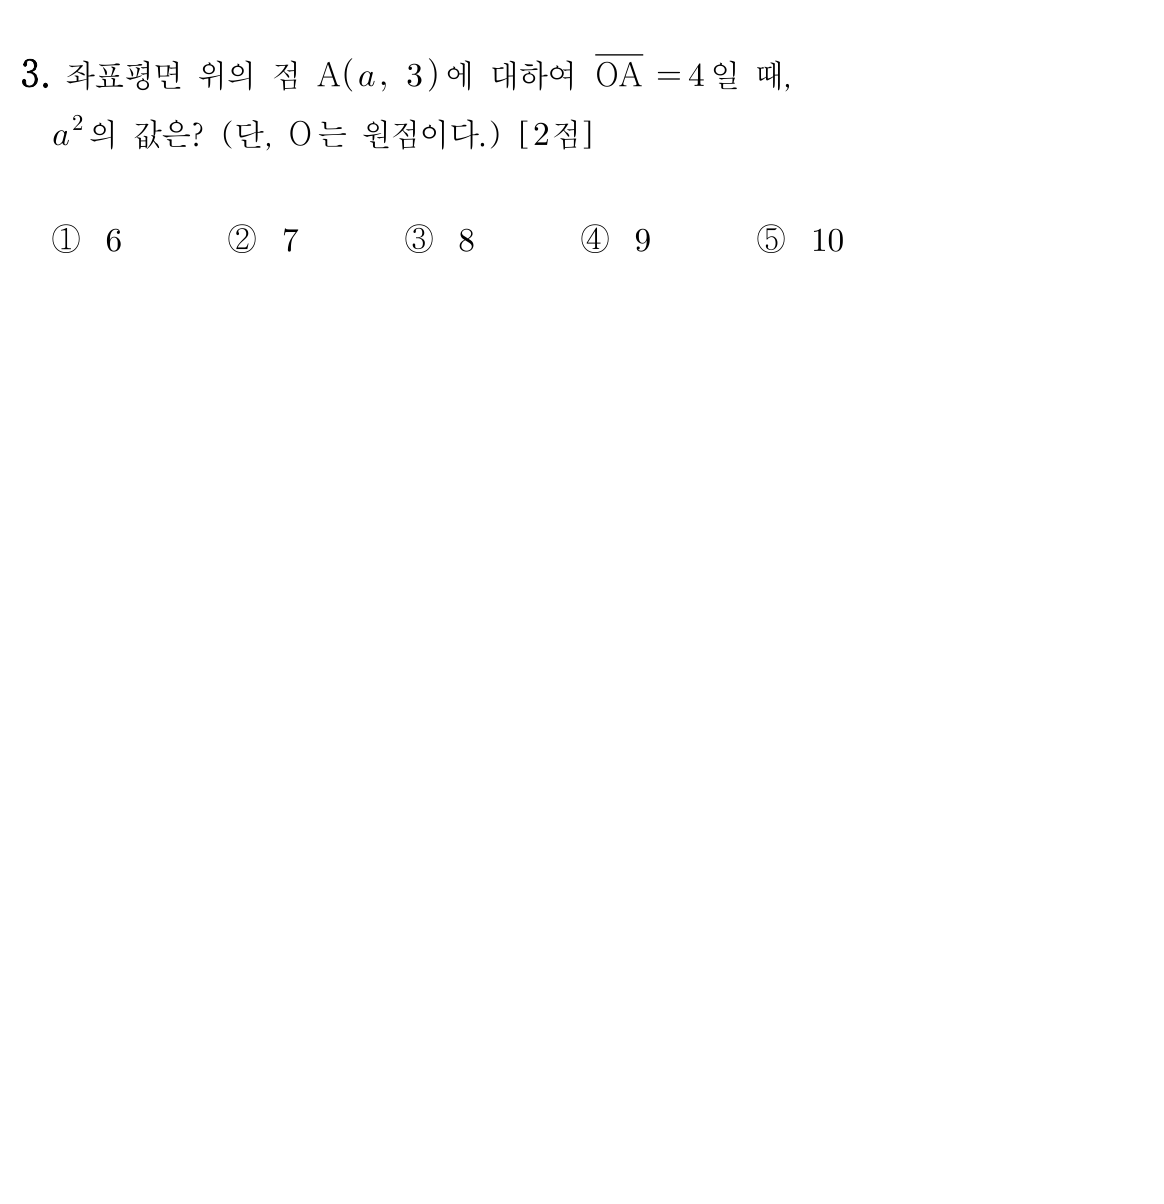 3. 좌표평면 위의 점 A(a, 3)에 대하여 $\overline{OA}$ = 4일 때,
a²의 값은? (단, O는 원점이다.) [2점]
① 6 ② 7 ③ 8 ④ 9 ⑤ 10